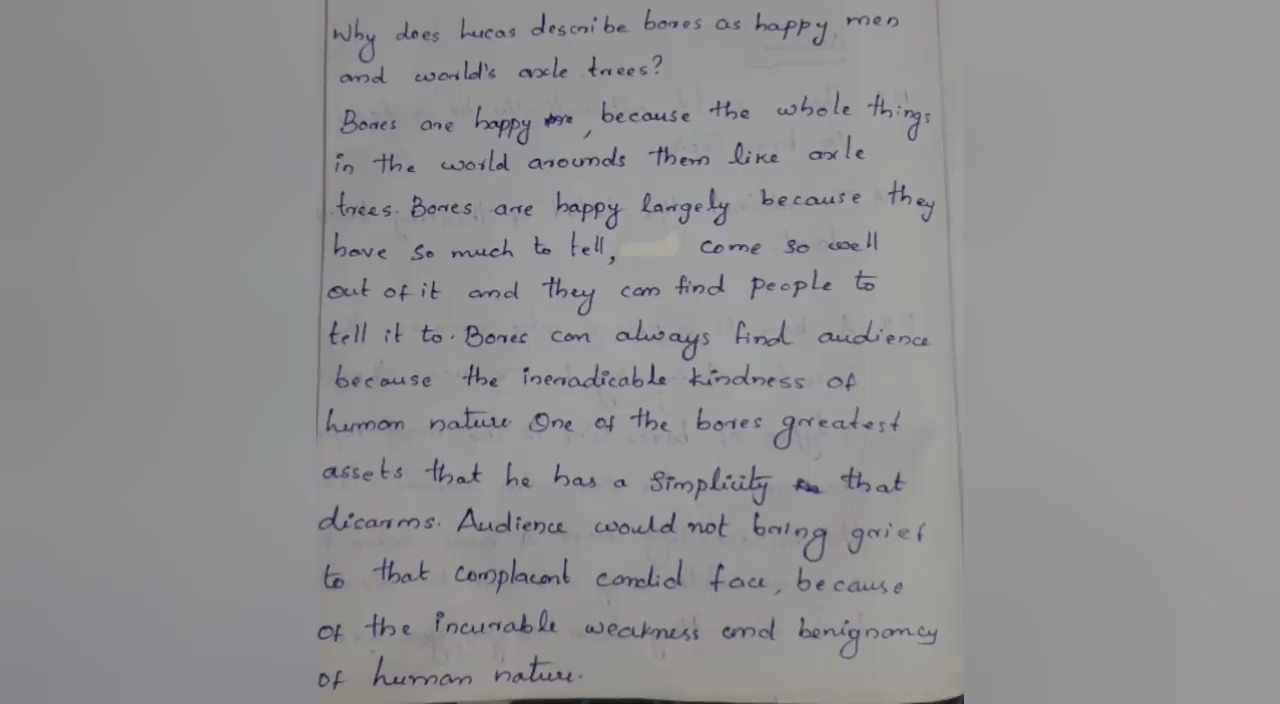 Why does Lucas describe bores as happy men
and world's axle trees?
Bores are happy, because the whole things
in the world arounds them like axle
trees. Bores are happy largely because they
have so much to tell, come so well
out of it and they can find people to
tell it to. Bores can always find audience
because the ineradicable kindness of
human nature One of the bores greatest
assets that he has a simplicity that
disarms. Audience would not bring grief
to that complacent candid face, because
of the incurable weakness and benignancy
of human nature.